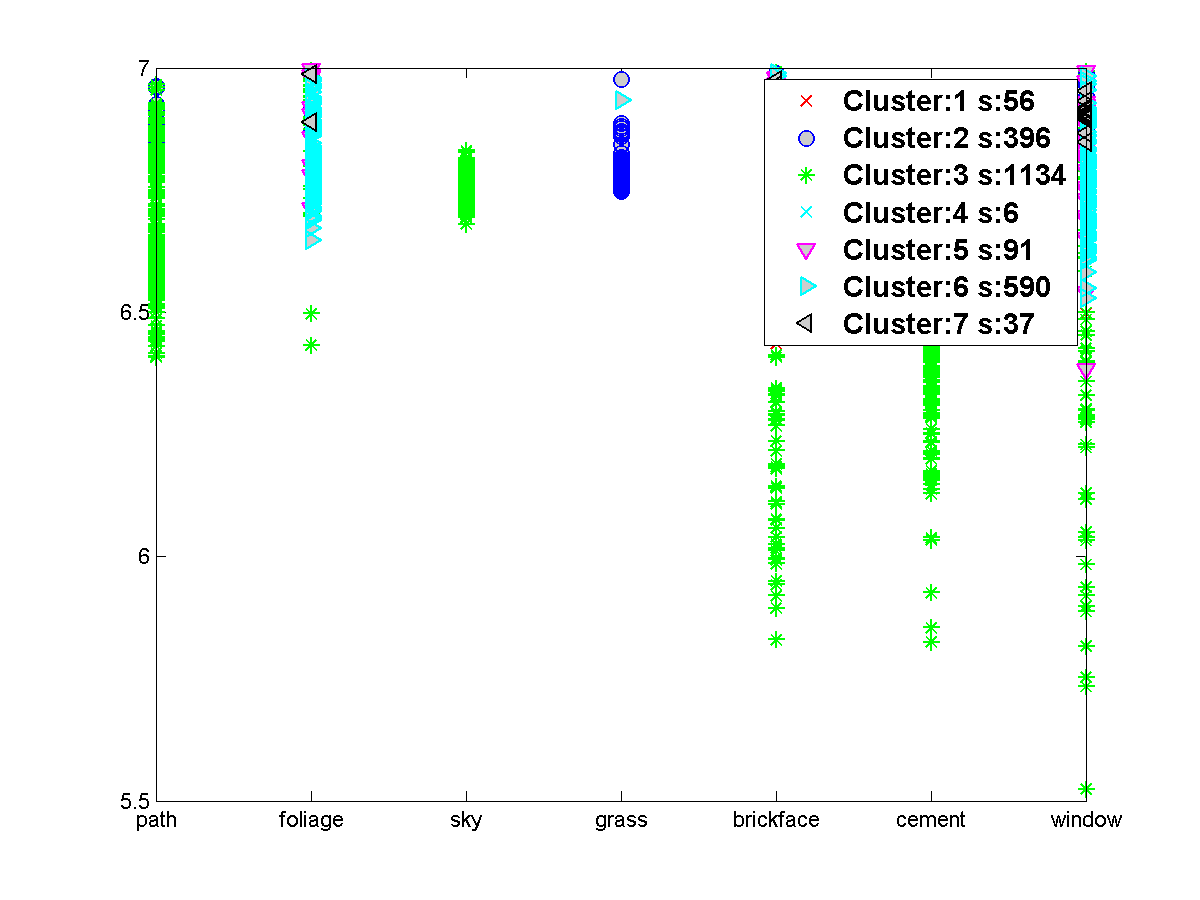 7
Cluster:1 s:56
Cluster:2 s:396
Cluster:3 s:1134
Cluster:4 s:6
Cluster:5 s:91
Cluster:6 s:590
Cluster:7 s:37
6.5
6
5.5
path foliage sky grass brickface cement window